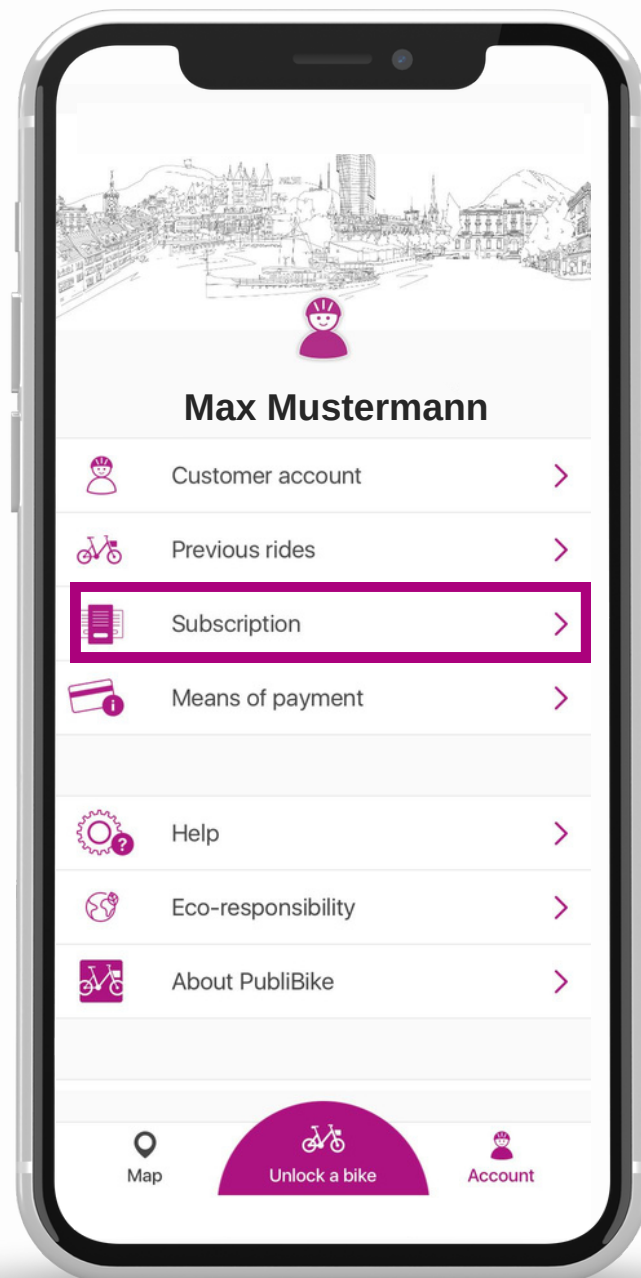 Max Mustermann
Customer account
Previous rides
Subscription
Means of payment
Help
Eco-responsibility
About PubliBike
Map
Unlock a bike
Account